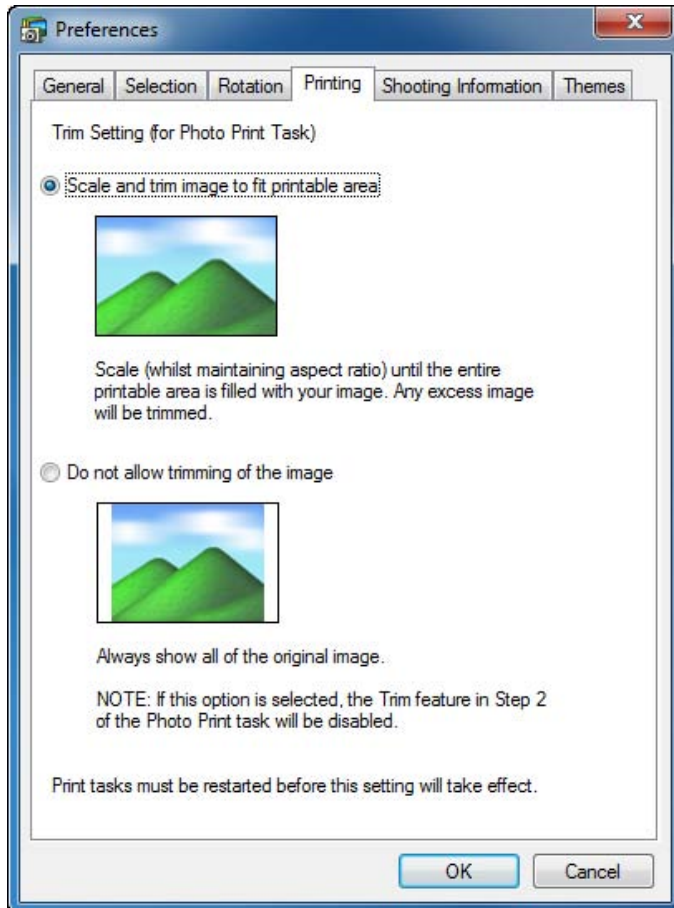 Preferences
General Selection Rotation Printing Shooting Information Themes
Trim Setting (for Photo Print Task)
Scale and trim image to fit printable area
Scale (whilst maintaining aspect ratio) until the entire
printable area is filled with your image. Any excess image
will be trimmed.
Do not allow trimming of the image
Always show all of the original image.
NOTE: If this option is selected, the Trim feature in Step 2
of the Photo Print task will be disabled.
Print tasks must be restarted before this setting will take effect.
OK Cancel